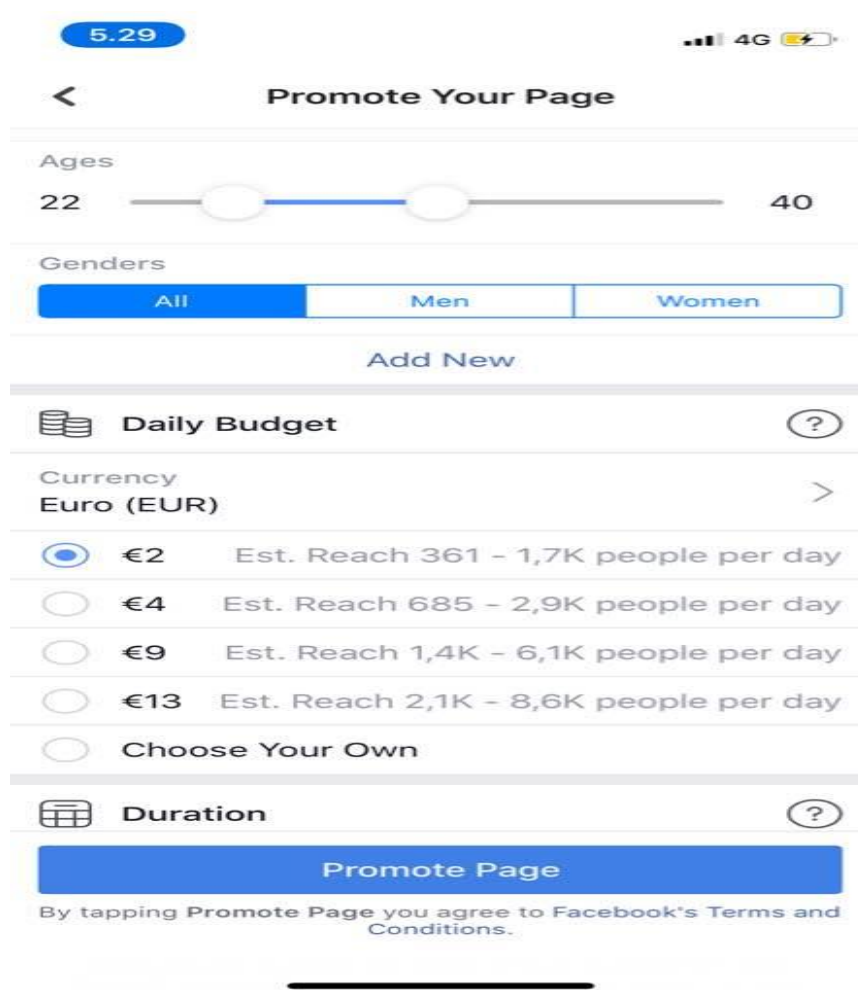 5.29
4G
Promote Your Page
Ages
22 40
Genders
All Men Women
Add New
Daily Budget ?
Currency
Euro (EUR)
€2 Est. Reach 361 - 1,7K people per day
€4 Est. Reach 685 - 2,9K people per day
€9 Est. Reach 1,4K - 6,1K people per day
€13 Est. Reach 2,1K - 8,6K people per day
Choose Your Own
Duration ?
Promote Page
By tapping Promote Page you agree to Facebook's Terms and
Conditions.